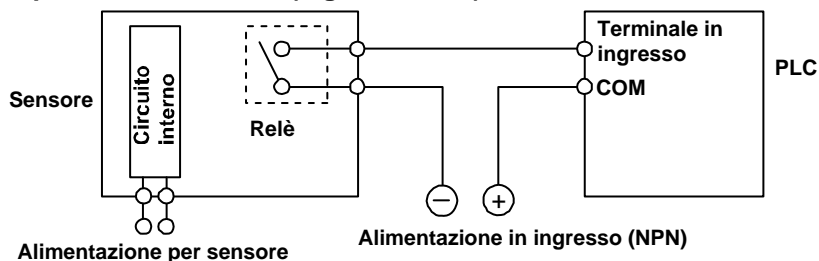 Terminale in
ingresso
PLC
COM
Sensore
Circuito
interno
Relè
Alimentazione in ingresso (NPN)
Alimentazione per sensore